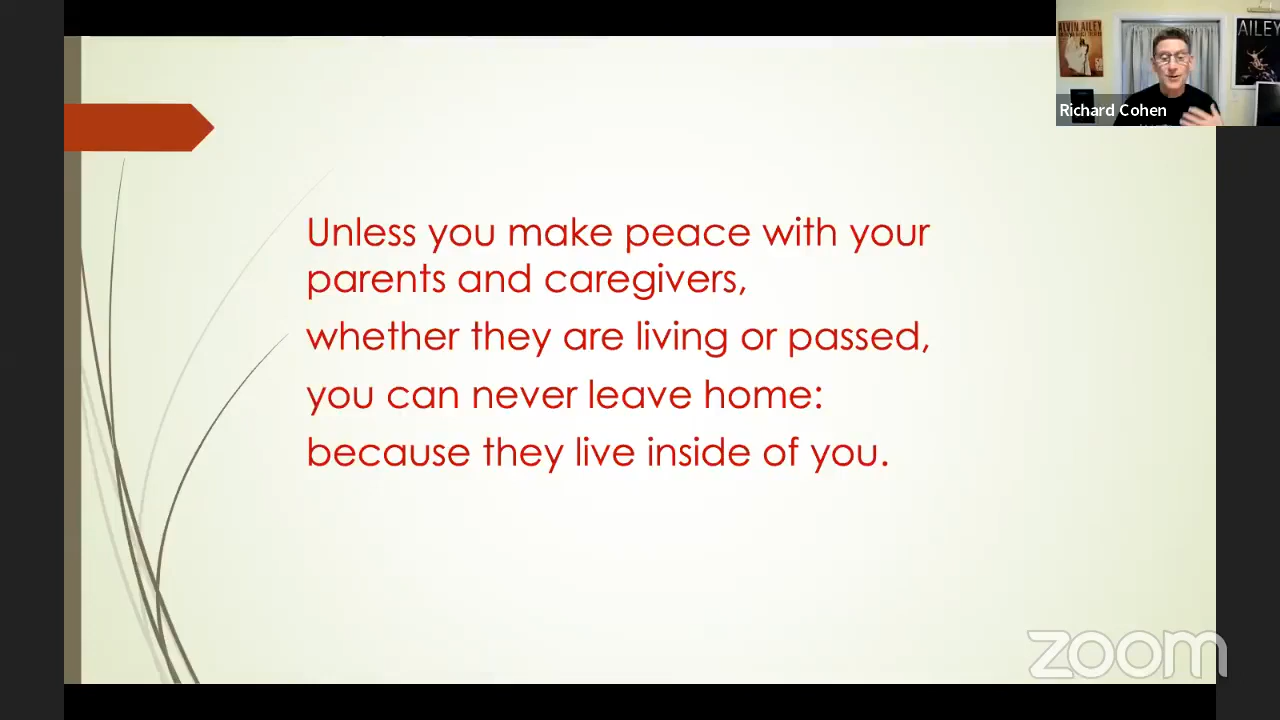 ALVIN AILEY
AILEY
Richard Cohen
Unless you make peace with your
parents and caregivers,
whether they are living or passed,
you can never leave home:
because they live inside of you.
zoom